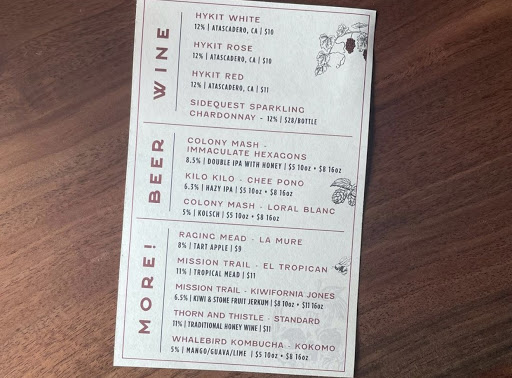 WINE
HYKIT WHITE
12% | ATASCADERO, CA | $10
HYKIT ROSE
12% | ATASCADERO, CA | $10
HYKIT RED
12% | ATASCADERO, CA | $11
SIDEQUEST SPARKLING
CHARDONNAY - 12% | $28/BOTTLE
BEER
COLONY MASH -
IMMACULATE HEXAGONS
8.5% | DOUBLE IPA WITH HONEY | $5 10oz • $8 16oz
KILO KILO - CHEE PONO
6.3% | HAZY IPA | $5 10oz • $8 16oz
COLONY MASH - LORAL BLANC
5% | KOLSCH | $5 10oz • $8 16oz
MORE!
RAGING MEAD - LA MURE
8% | TART APPLE | $9
MISSION TRAIL - EL TROPICAN
11% | TROPICAL MEAD | $11
MISSION TRAIL - KIWIFORNIA JONES
6.5% | KIWI & STONE FRUIT JERKUM | $8 10oz • $11 16oz
THORN AND THISTLE - STANDARD
11% | TRADITIONAL HONEY WINE | $11
WHALEBIRD KOMBUCHA - KOKOMO
5% | MANGO/GUAVA/LIME | $5 10oz • $8 16oz